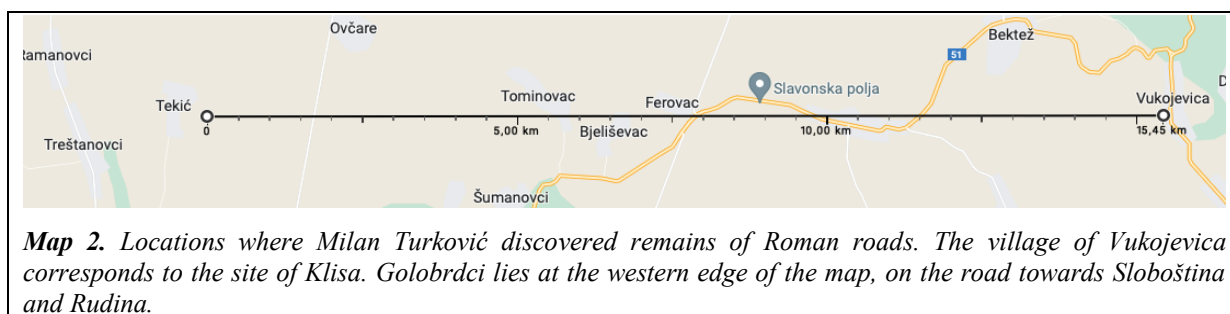 Ovčare
Bektež
Ramanovci
51
Slavonska polja
Tominovac
Ferovac
Vukojevica
Tekić
D
0
5,00 km
10,00 km
15,45 km
Bjeliševac
Treštanovci
Šumanovci
Map 2. Locations where Milan Turković discovered remains of Roman roads. The village of Vukojevica
corresponds to the site of Klisa. Golobrdci lies at the western edge of the map, on the road towards Sloboština
and Rudina.